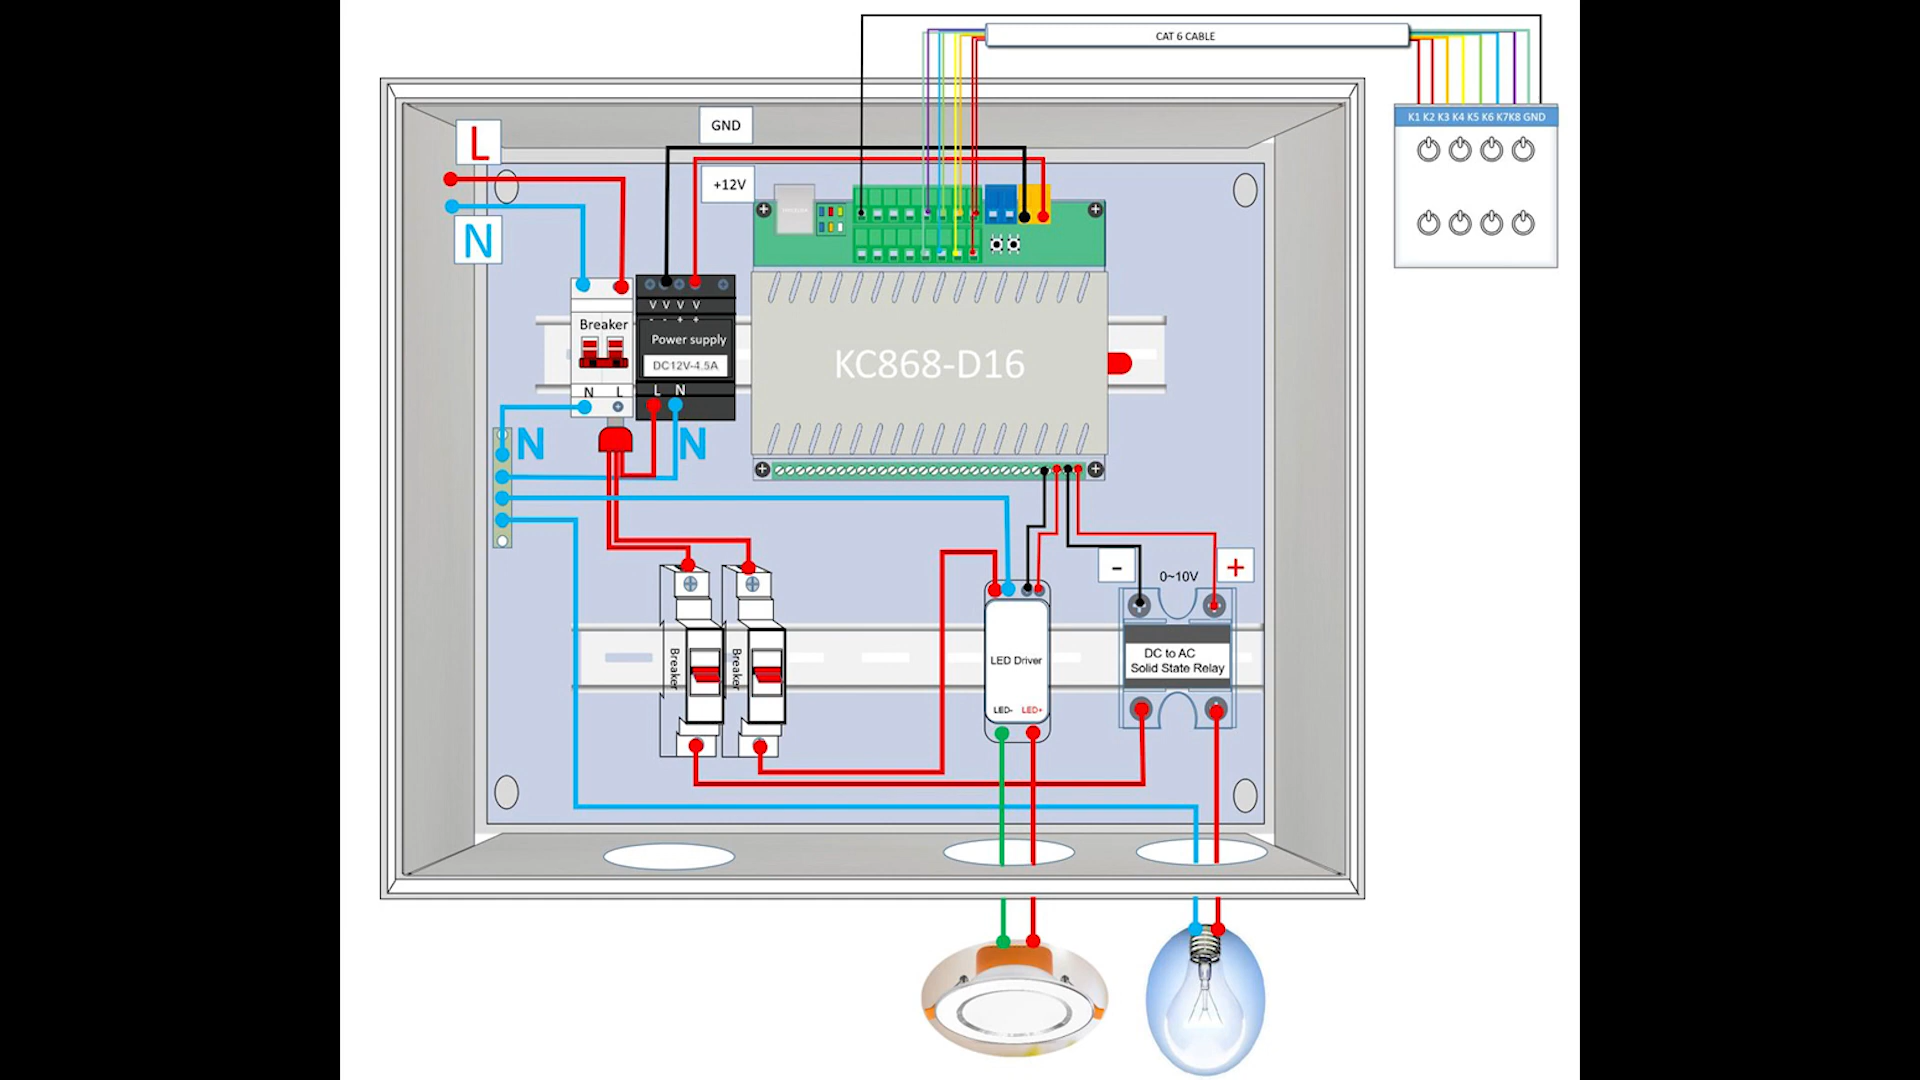 CAT 6 CABLE
K1 K2 K3 K4 K5 K6 K7K8 GND
GND
L
+12V
N
Breaker
V V V V
- - + +
Power supply
DC12V-4.5A
KC868-D16
N L
L N
N
N
-
0~10V
+
Breaker
Breaker
LED Driver
DC to AC
Solid State Relay
LED- LED+